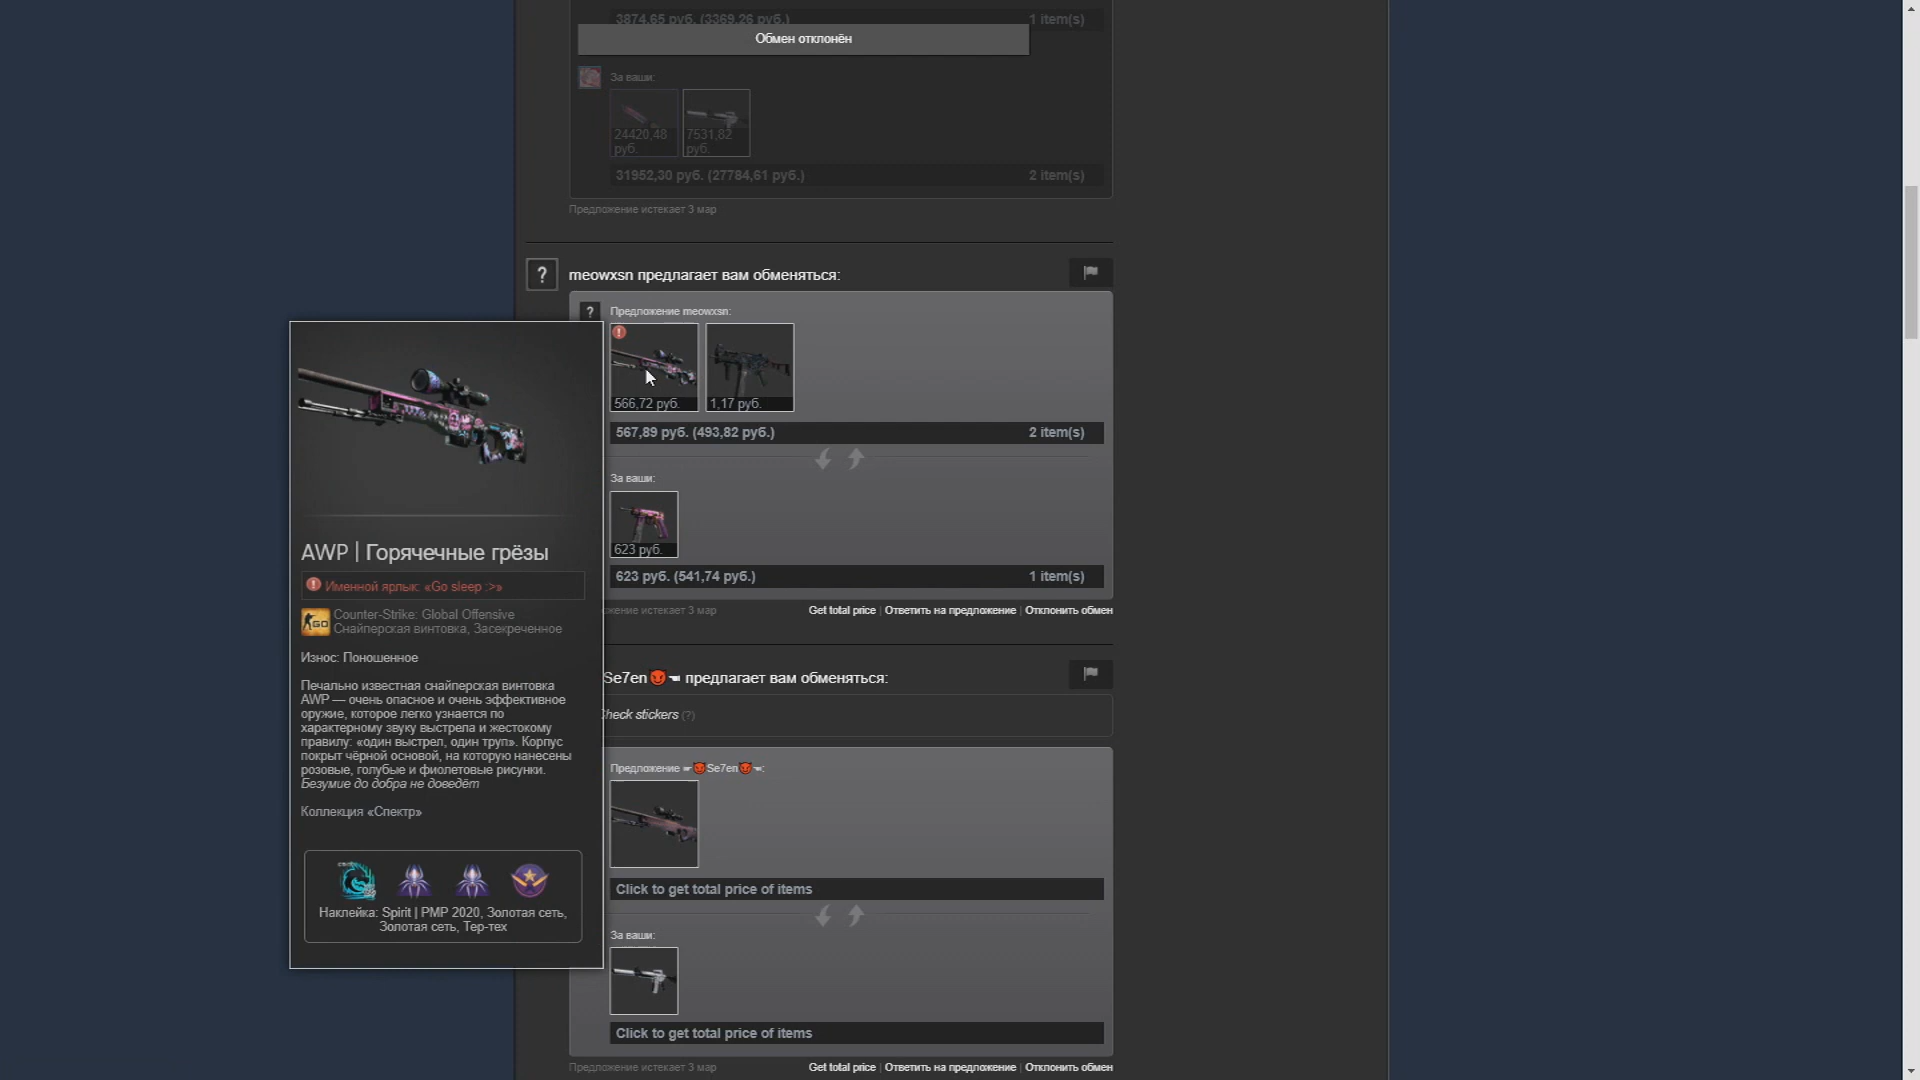 3874,65 руб. (3369,26 руб.)
1 item(s)
Обмен отклонён
За ваши:
24420,48 руб.
7531,82 руб.
31952,30 руб. (27784,61 руб.)
2 item(s)
Предложение истекает 3 мар
?
meowxsn предлагает вам обменяться:
?
Предложение meowxsn:
566,72 руб.
1,17 руб.
567,89 руб. (493,82 руб.)
2 item(s)
За ваши:
623 руб.
623 руб. (541,74 руб.)
1 item(s)
жение истекает 3 мар
Get total price | Ответить на предложение | Отклонить обмен
AWP | Горячечные грёзы
Именной ярлык: «Go sleep :>»
GO
Counter-Strike: Global Offensive
Снайперская винтовка, Засекреченное
Износ: Поношенное
Печально известная снайперская винтовка
AWP — очень опасное и очень эффективное
оружие, которое легко узнается по
характерному звуку выстрела и жестокому
правилу: «один выстрел, один труп». Корпус
покрыт чёрной основой, на которую нанесены
розовые, голубые и фиолетовые рисунки.
Безумие до добра не доведёт
Коллекция «Спектр»
Наклейка: Spirit | PMP 2020, Золотая сеть,
Золотая сеть, Тер-тех
Se7en😈╾ предлагает вам обменяться:
Check stickers (?)
Предложение ╾😈Se7en😈╾:
Click to get total price of items
За ваши:
Click to get total price of items
Предложение истекает 3 мар
Get total price | Ответить на предложение | Отклонить обмен